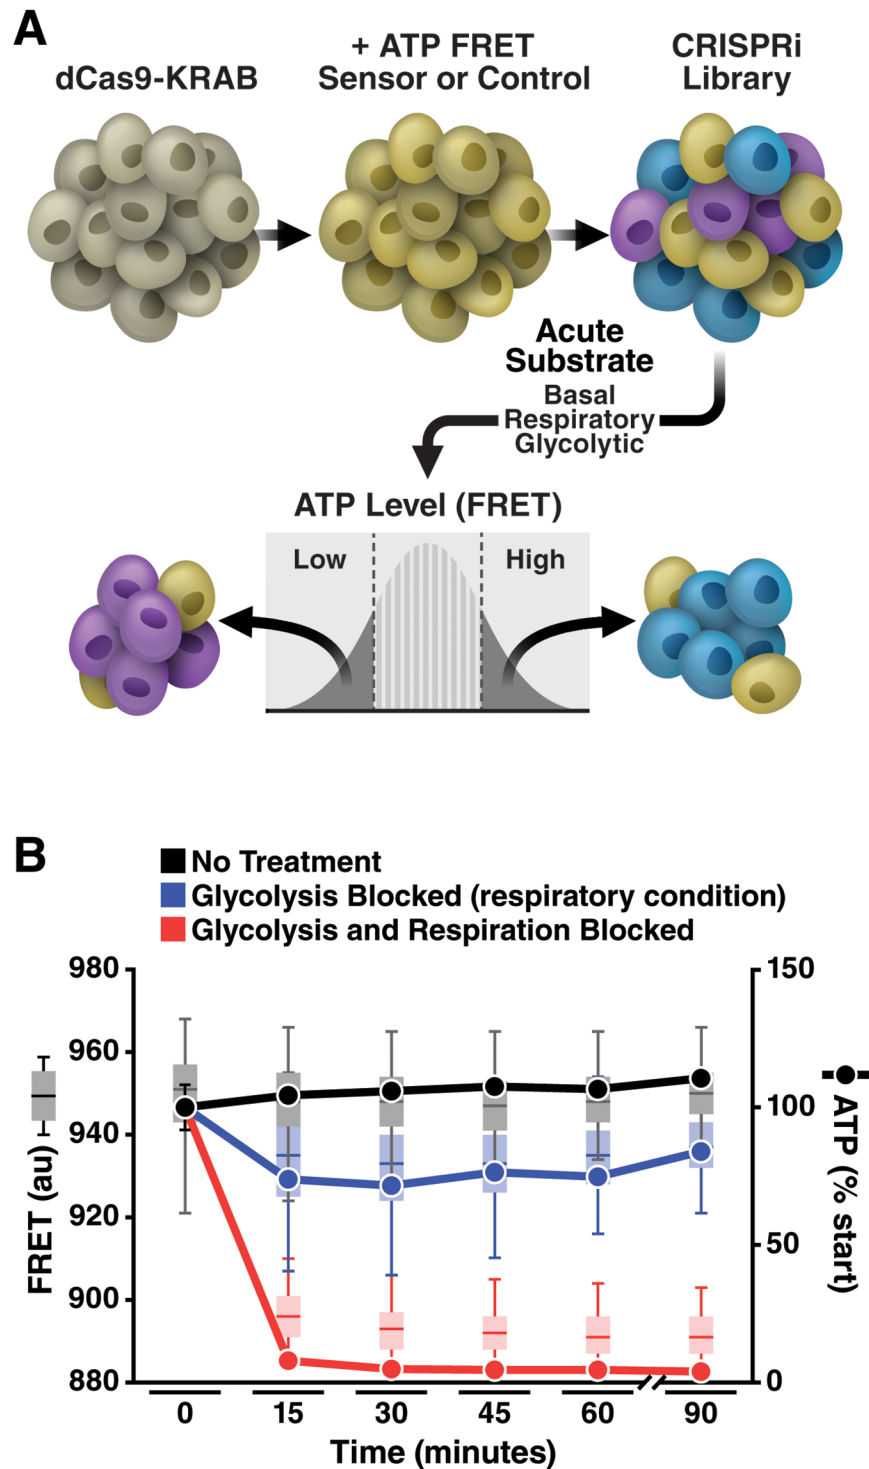 A
dCas9-KRAB
+ ATP FRET
Sensor or Control
CRISPRi
Library
Acute
Substrate
Basal
Respiratory
Glycolytic
ATP Level (FRET)
Low
High
B
No Treatment
Glycolysis Blocked (respiratory condition)
Glycolysis and Respiration Blocked
980
960
940
920
900
880
FRET (au)
150
100
50
0
ATP (% start)
0 15 30 45 60 90
Time (minutes)